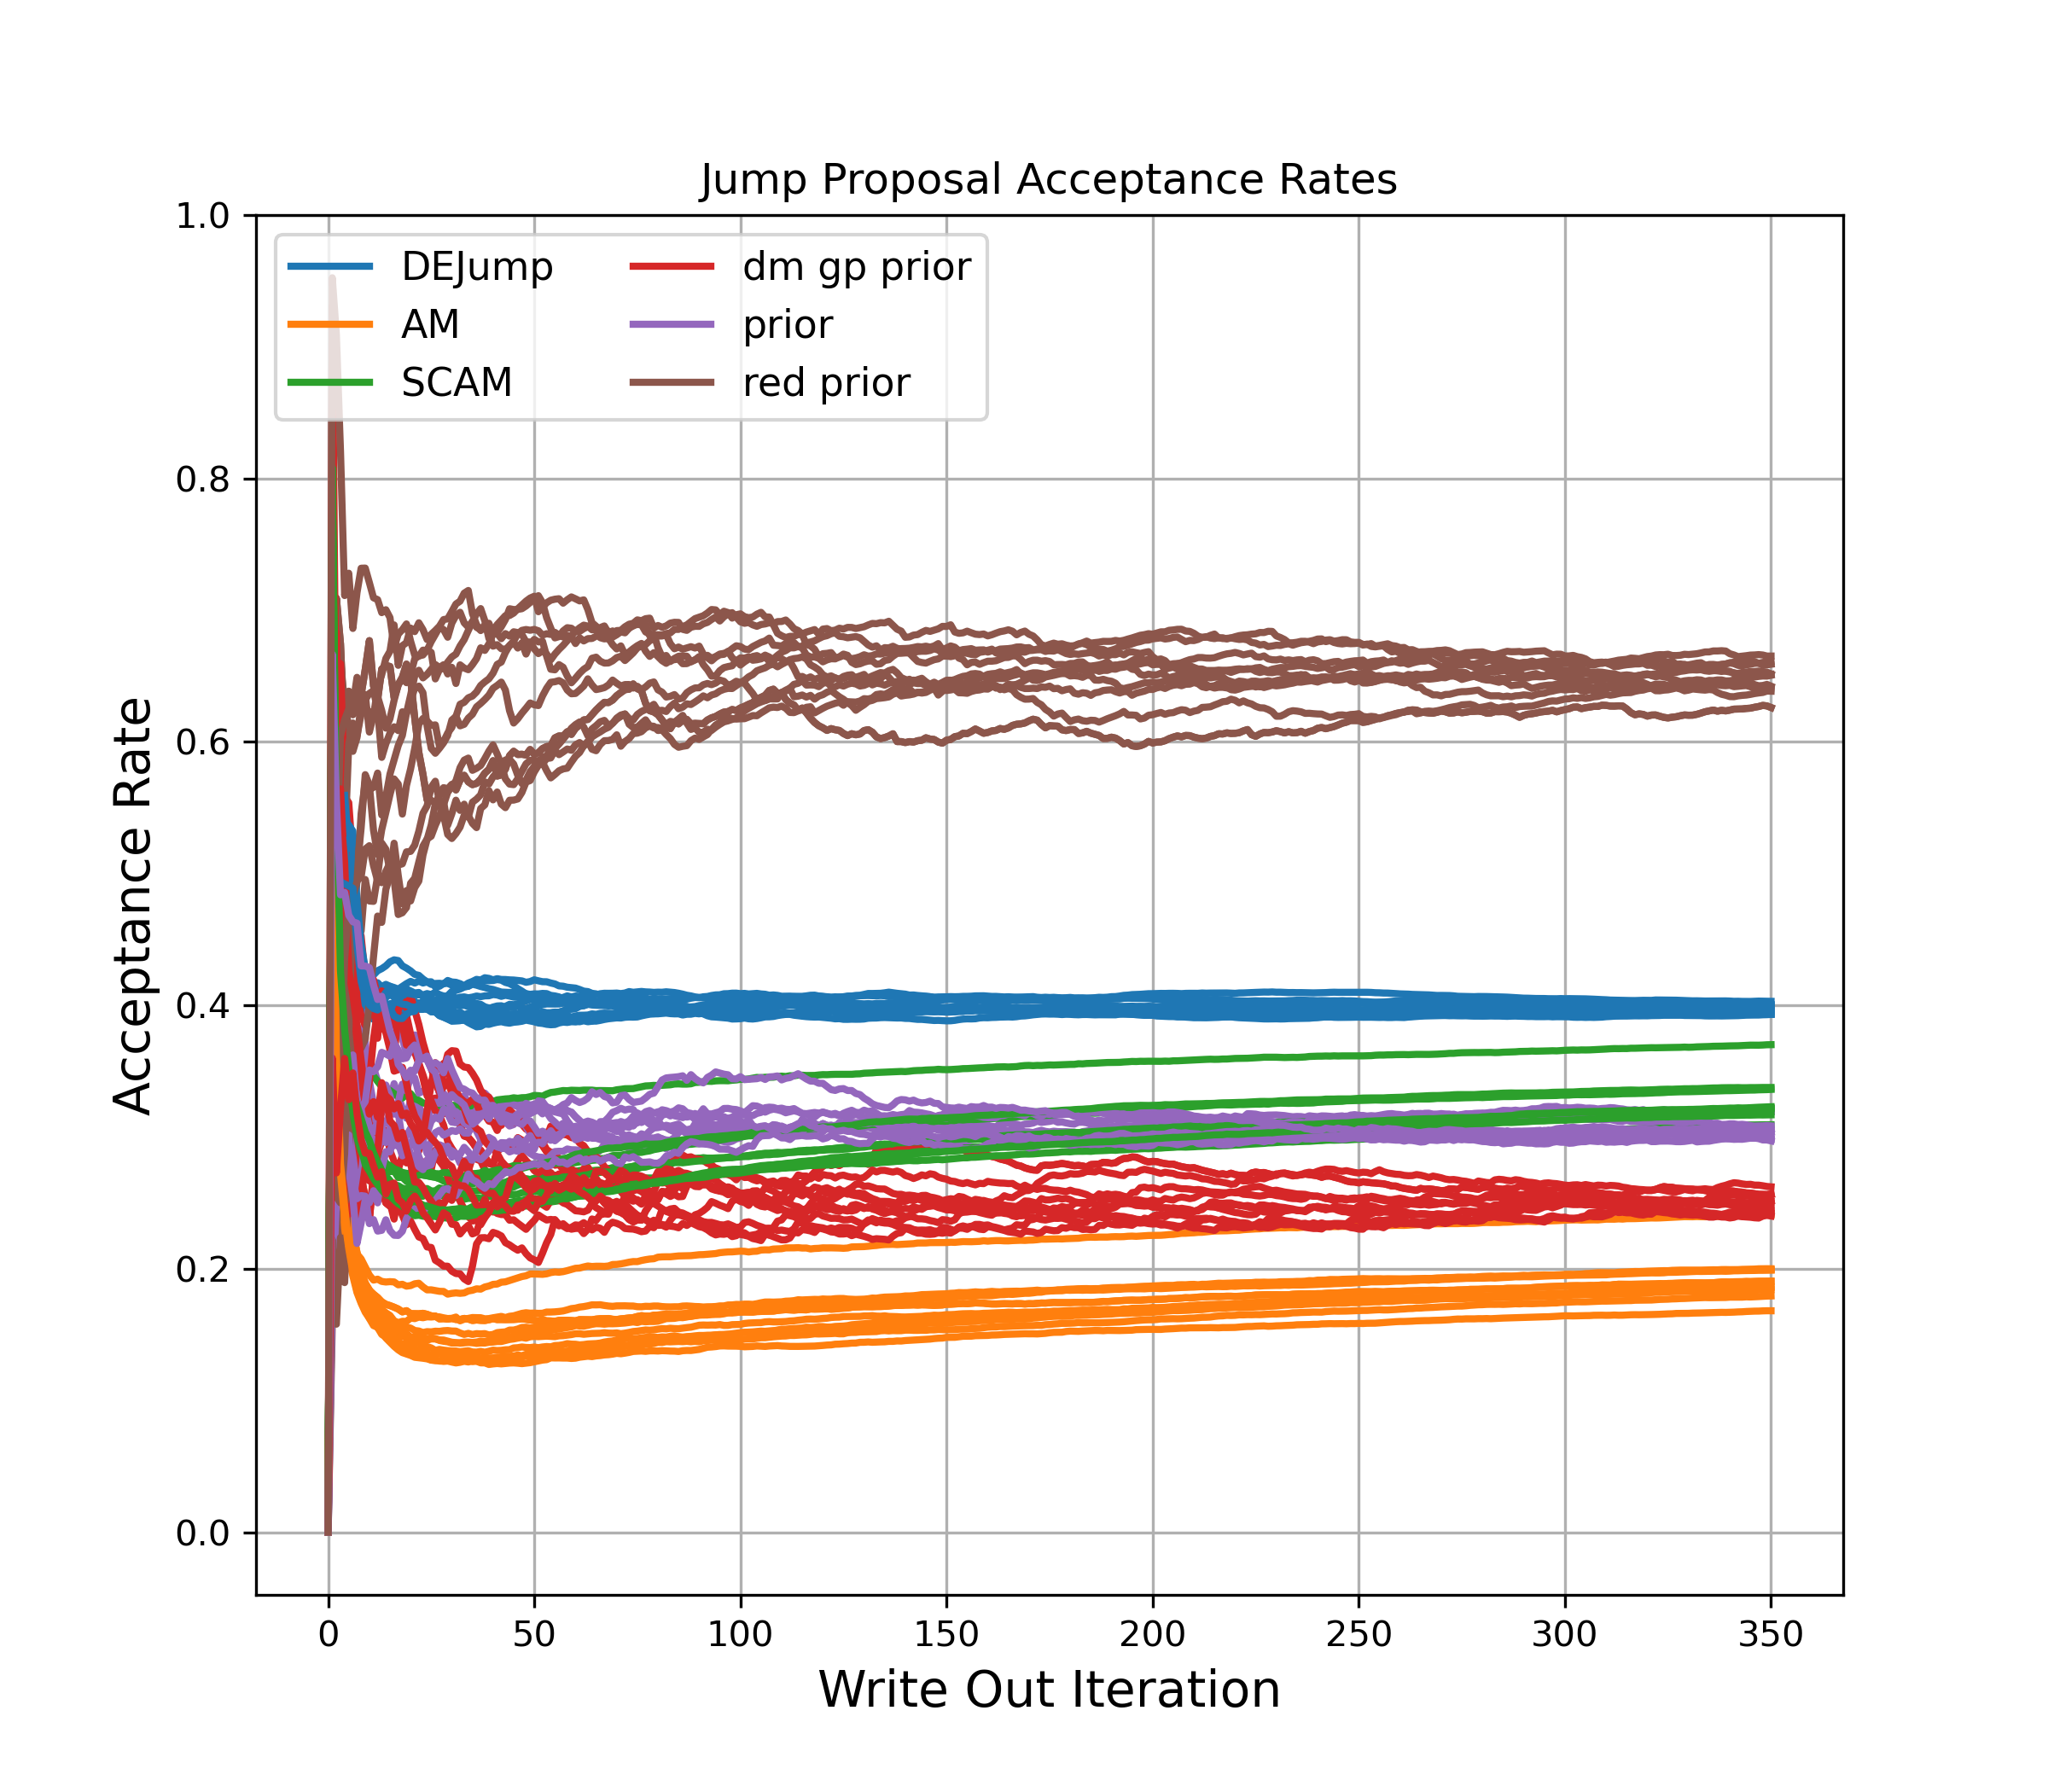 Jump Proposal Acceptance Rates
1.0
0.8
0.6
0.4
0.2
0.0
Acceptance Rate
DEJump
AM
SCAM
dm gp prior
prior
red prior
0 50 100 150 200 250 300 350
Write Out Iteration